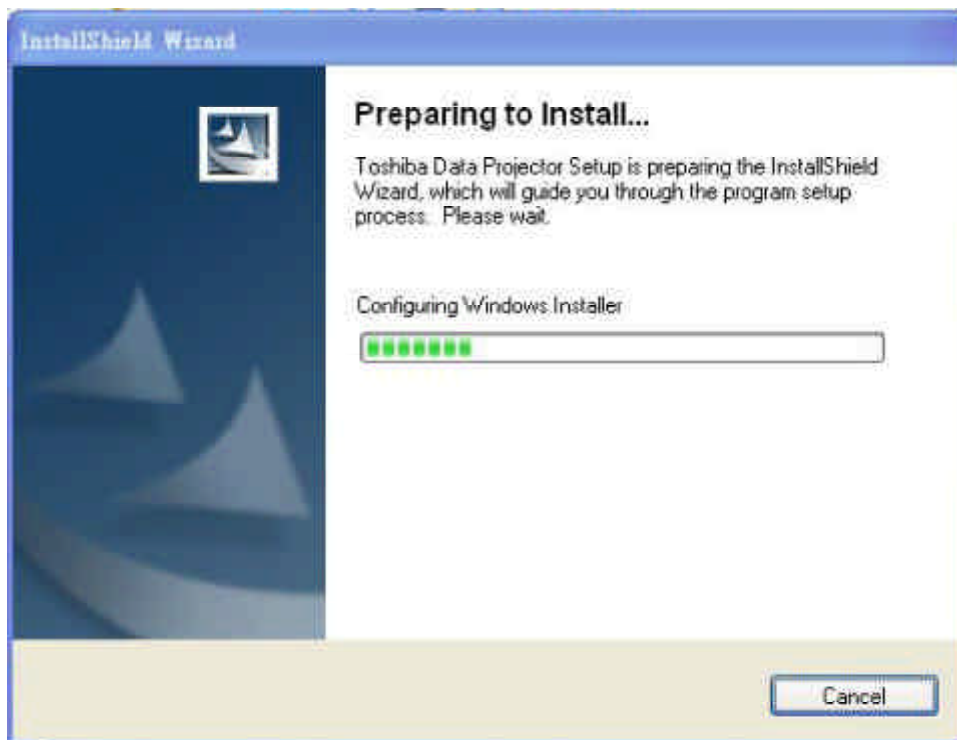 InstallShield Wizard
Preparing to Install...
Toshiba Data Projector Setup is preparing the InstallShield
Wizard, which will guide you through the program setup
process. Please wait.
Configuring Windows Installer
Cancel